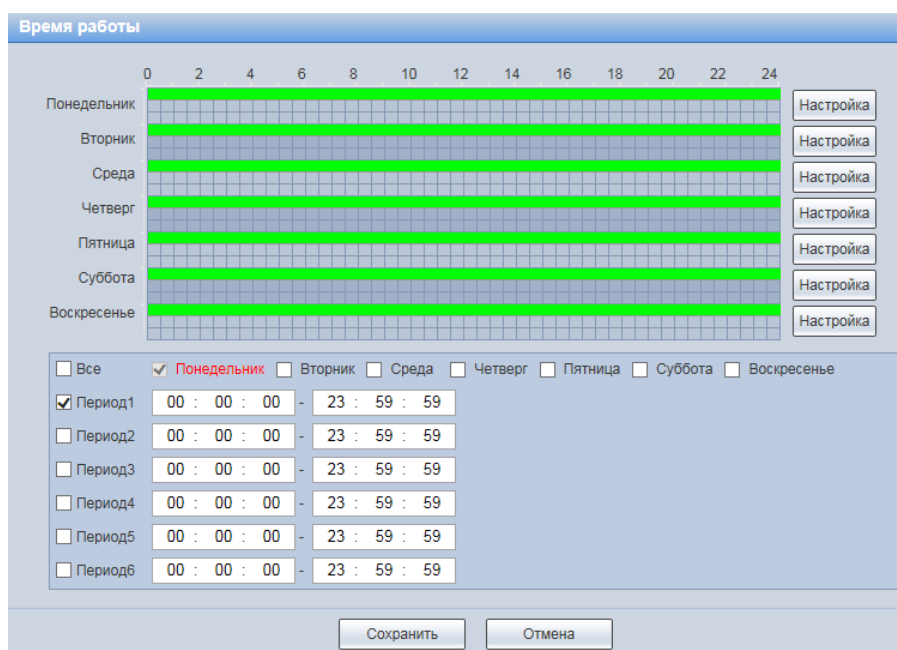 Время работы
0 2 4 6 8 10 12 14 16 18 20 22 24
Понедельник Настройка
Вторник Настройка
Среда Настройка
Четверг Настройка
Пятница Настройка
Суббота Настройка
Воскресенье Настройка
Все Понедельник Вторник Среда Четверг Пятница Суббота Воскресенье
Период1 00 : 00 : 00 - 23 : 59 : 59
Период2 00 : 00 : 00 - 23 : 59 : 59
Период3 00 : 00 : 00 - 23 : 59 : 59
Период4 00 : 00 : 00 - 23 : 59 : 59
Период5 00 : 00 : 00 - 23 : 59 : 59
Период6 00 : 00 : 00 - 23 : 59 : 59
Сохранить Отмена